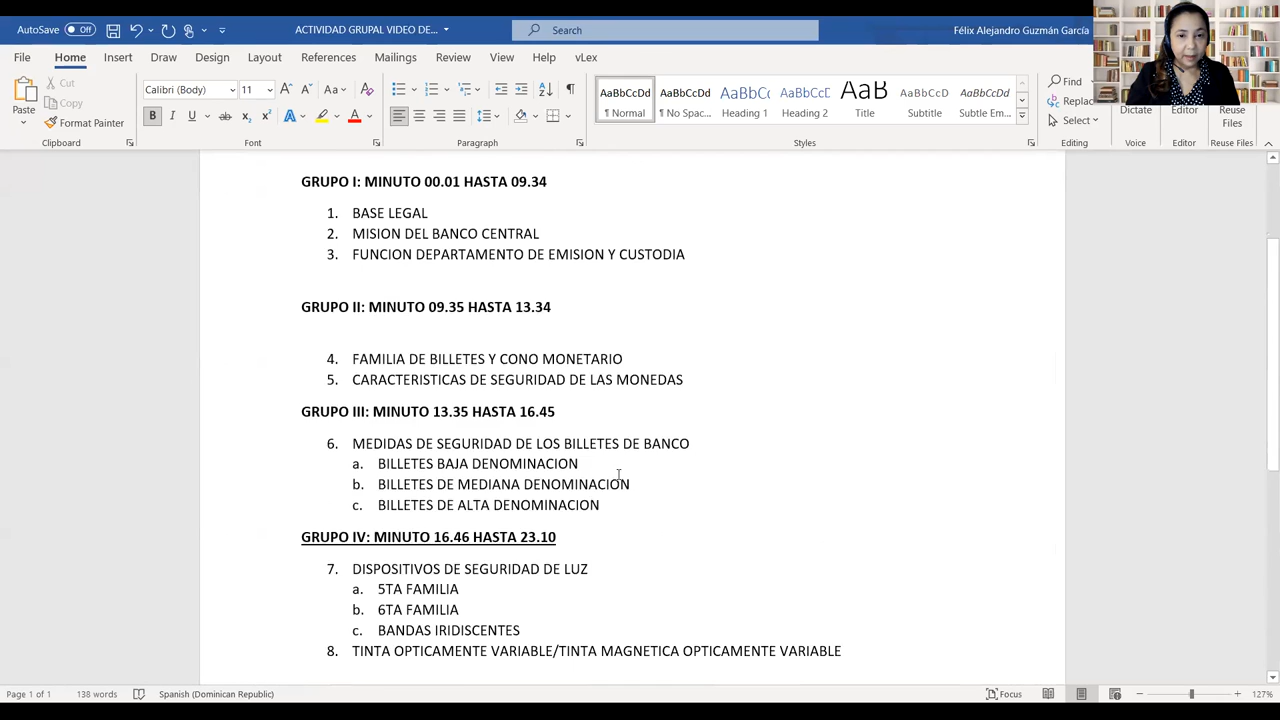 AutoSave Off ACTIVIDAD GRUPAL VIDEO DE... Search Félix Alejandro Guzmán García
File Home Insert Draw Design Layout References Mailings Review View Help vLex
Paste Cut Copy Format Painter
Calibri (Body) 11
AaBbCcDd AaBbCcDd AaBbCc AaBbCcE AaB AaBbCcD AaBbCcDd
¶ Normal ¶ No Spac... Heading 1 Heading 2 Title Subtitle Subtle Em...
Find Replac Select
Dictate Editor Reuse Files
Clipboard Font Paragraph Styles Editing Voice Editor Reuse Files
GRUPO I: MINUTO 00.01 HASTA 09.34
1. BASE LEGAL
2. MISION DEL BANCO CENTRAL
3. FUNCION DEPARTAMENTO DE EMISION Y CUSTODIA
GRUPO II: MINUTO 09.35 HASTA 13.34
4. FAMILIA DE BILLETES Y CONO MONETARIO
5. CARACTERISTICAS DE SEGURIDAD DE LAS MONEDAS
GRUPO III: MINUTO 13.35 HASTA 16.45
6. MEDIDAS DE SEGURIDAD DE LOS BILLETES DE BANCO
a. BILLETES BAJA DENOMINACION
b. BILLETES DE MEDIANA DENOMINACION
c. BILLETES DE ALTA DENOMINACION
GRUPO IV: MINUTO 16.46 HASTA 23.10
7. DISPOSITIVOS DE SEGURIDAD DE LUZ
a. 5TA FAMILIA
b. 6TA FAMILIA
c. BANDAS IRIDISCENTES
8. TINTA OPTICAMENTE VARIABLE/TINTA MAGNETICA OPTICAMENTE VARIABLE
Page 1 of 1 138 words Spanish (Dominican Republic) Focus 127%